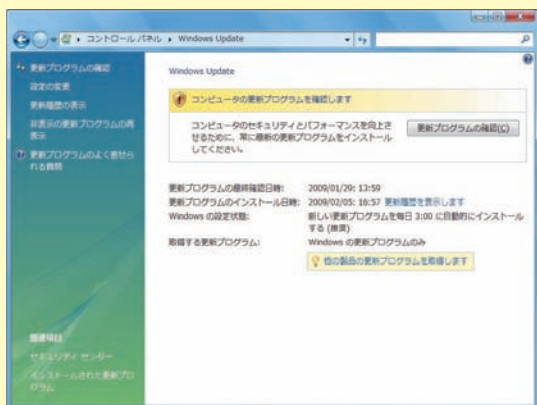 コントロール パネル ▸ Windows Update
更新プログラムの確認
設定の変更
更新履歴の表示
非表示の更新プログラムの再
表示
更新プログラムのよく寄せら
れる質問
関連項目
セキュリティ センター
インストールされた更新プロ
グラム
Windows Update
コンピュータの更新プログラムを確認します
コンピュータのセキュリティとパフォーマンスを向上さ
せるために、常に最新の更新プログラムをインストール
してください。
更新プログラムの確認(C)
更新プログラムの最終確認日時: 2009/01/29: 13:59
更新プログラムのインストール日時: 2009/02/05: 16:57 更新履歴を表示します
Windows の設定状態: 新しい更新プログラムを毎日 3:00 に自動的にインストール
する (推奨)
取得する更新プログラム: Windows の更新プログラムのみ
他の製品の更新プログラムを取得します